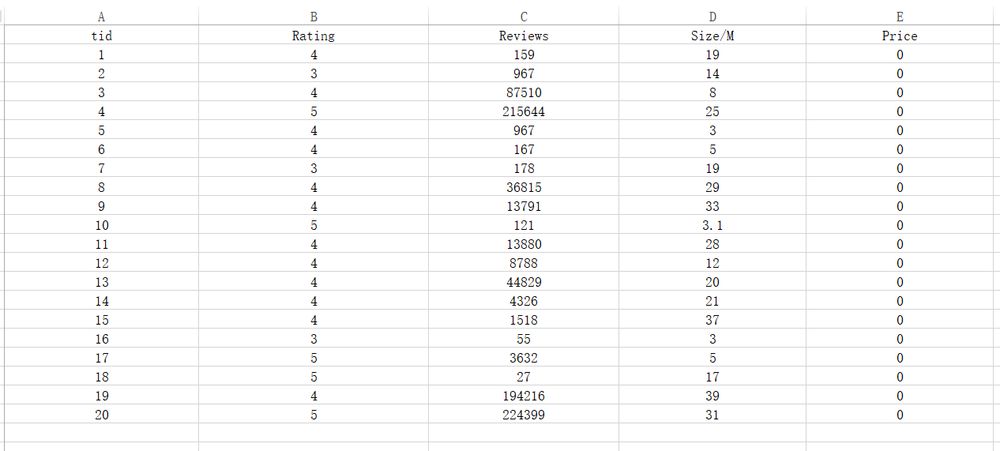 A B C D E
tid Rating Reviews Size/M Price
1 4 159 19 0
2 3 967 14 0
3 4 87510 8 0
4 5 215644 25 0
5 4 967 3 0
6 4 167 5 0
7 3 178 19 0
8 4 36815 29 0
9 4 13791 33 0
10 5 121 3.1 0
11 4 13880 28 0
12 4 8788 12 0
13 4 44829 20 0
14 4 4326 21 0
15 4 1518 37 0
16 3 55 3 0
17 5 3632 5 0
18 5 27 17 0
19 4 194216 39 0
20 5 224399 31 0